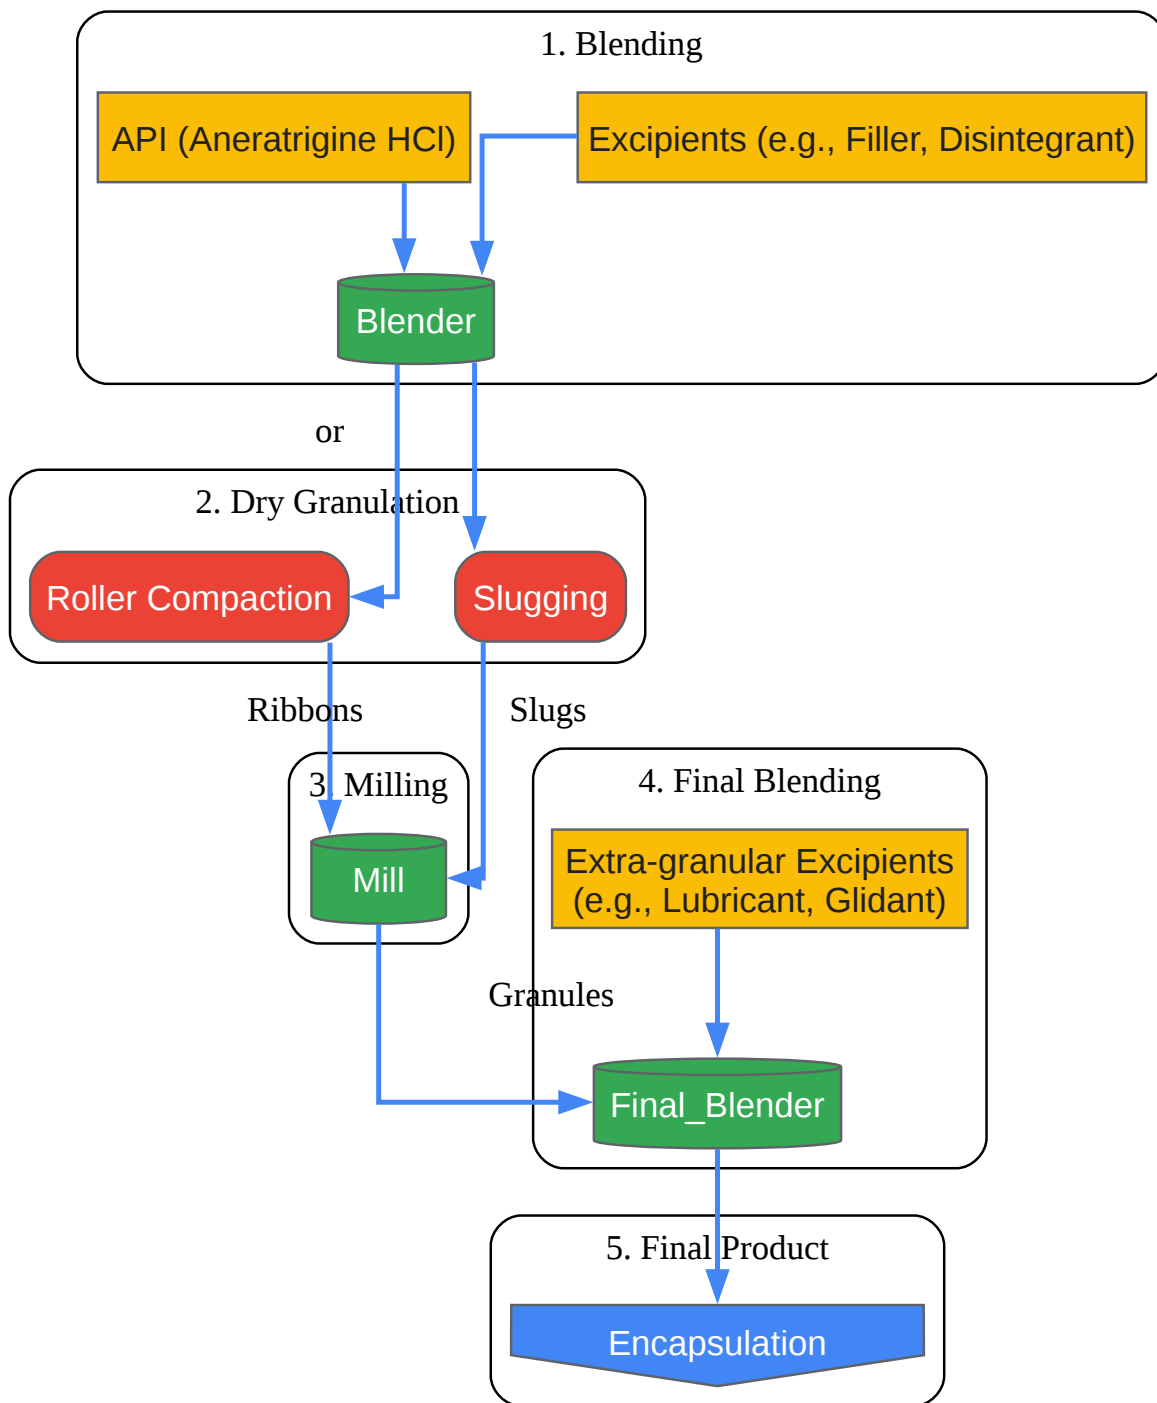 1. Blending
API (Aneratrigine HCl)
Excipients (e.g., Filler, Disintegrant)
Blender
or
2. Dry Granulation
Roller Compaction
Slugging
Ribbons
Slugs
3. Milling
Mill
4. Final Blending
Extra-granular Excipients
(e.g., Lubricant, Glidant)
Granules
Final_Blender
5. Final Product
Encapsulation